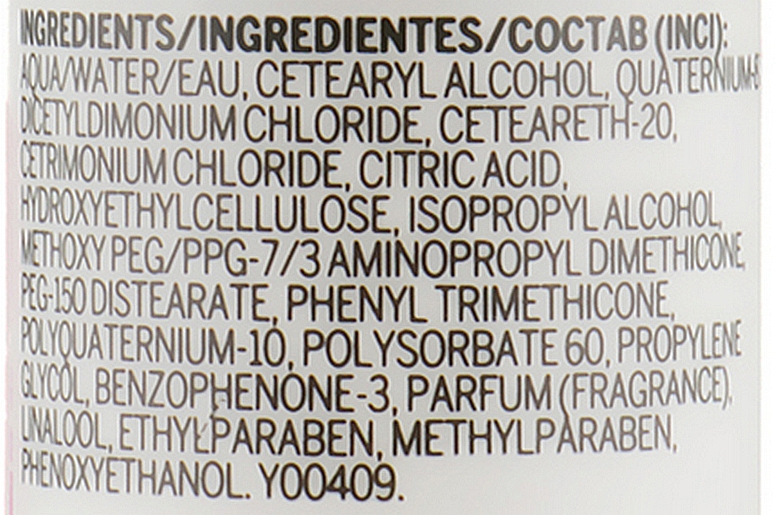 INGREDIENTS/INGREDIENTES/СОСТАВ (INCI):
AQUA/WATER/EAU, CETEARYL ALCOHOL,
DICETYLDIMONIUM CHLORIDE, CETEARETH-20,
CETRIMONIUM CHLORIDE, CITRIC ACID,
HYDROXYETHYLCELLULOSE, ISOPROPYL ALCOHOL,
METHOXY PEG/PPG-7/3 AMINOPROPYL DIMETHICONE,
PEG-150 DISTEARATE, PHENYL TRIMETHICONE,
POLYQUATERNIUM-10, POLYSORBATE 60, PROPYLENE
GLYCOL, BENZOPHENONE-3, PARFUM (FRAGRANCE),
LINALOOL, ETHYLPARABEN, METHYLPARABEN,
PHENOXYETHANOL. Y00409.